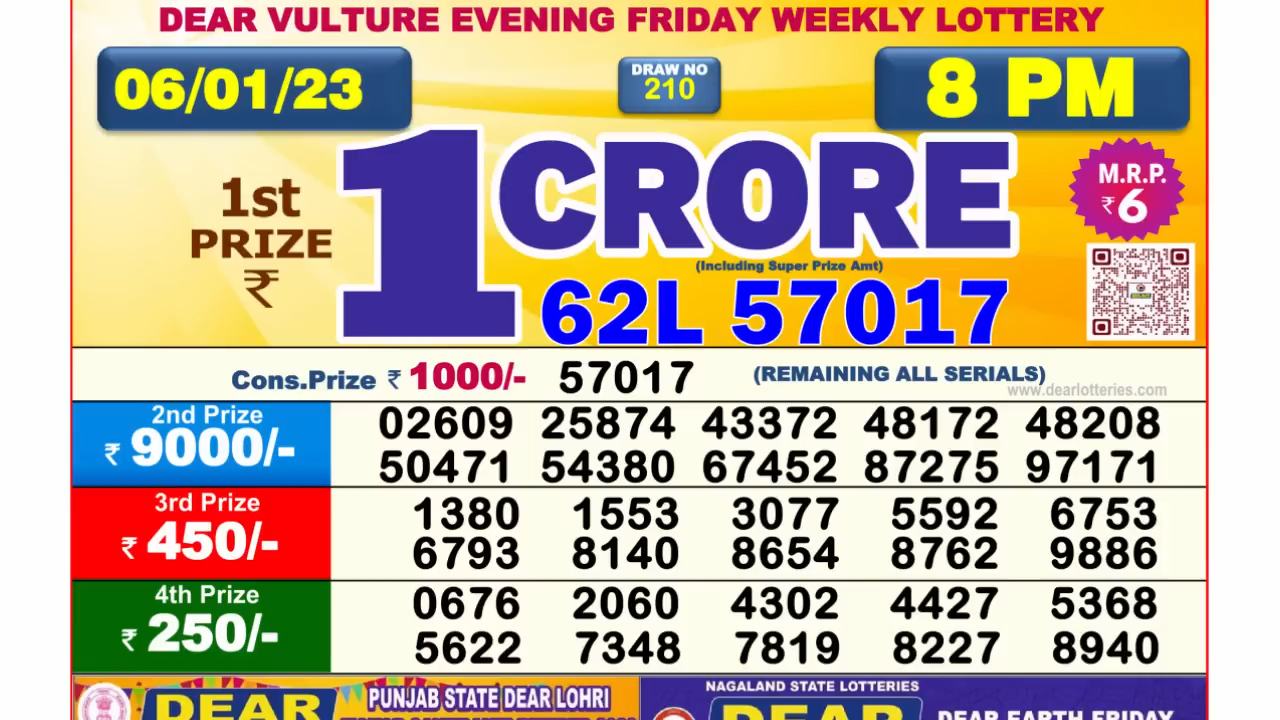 DEAR VULTURE EVENING FRIDAY WEEKLY LOTTERY
06/01/23
DRAW NO
210
8 PM
1st
PRIZE
₹
1 CRORE
(Including Super Prize Amt)
62L 57017
M.R.P.
₹6
Cons.Prize ₹ 1000/- 57017 (REMAINING ALL SERIALS)
www.dearlotteries.com
2nd Prize
₹ 9000/-
02609 25874 43372 48172 48208
50471 54380 67452 87275 97171
3rd Prize
₹ 450/-
1380 1553 3077 5592 6753
6793 8140 8654 8762 9886
4th Prize
₹ 250/-
0676 2060 4302 4427 5368
5622 7348 7819 8227 8940
DEAR
PUNJAB STATE DEAR LOHRI
NAGALAND STATE LOTTERIES
DEAR
DEAR EARTH FRIDAY